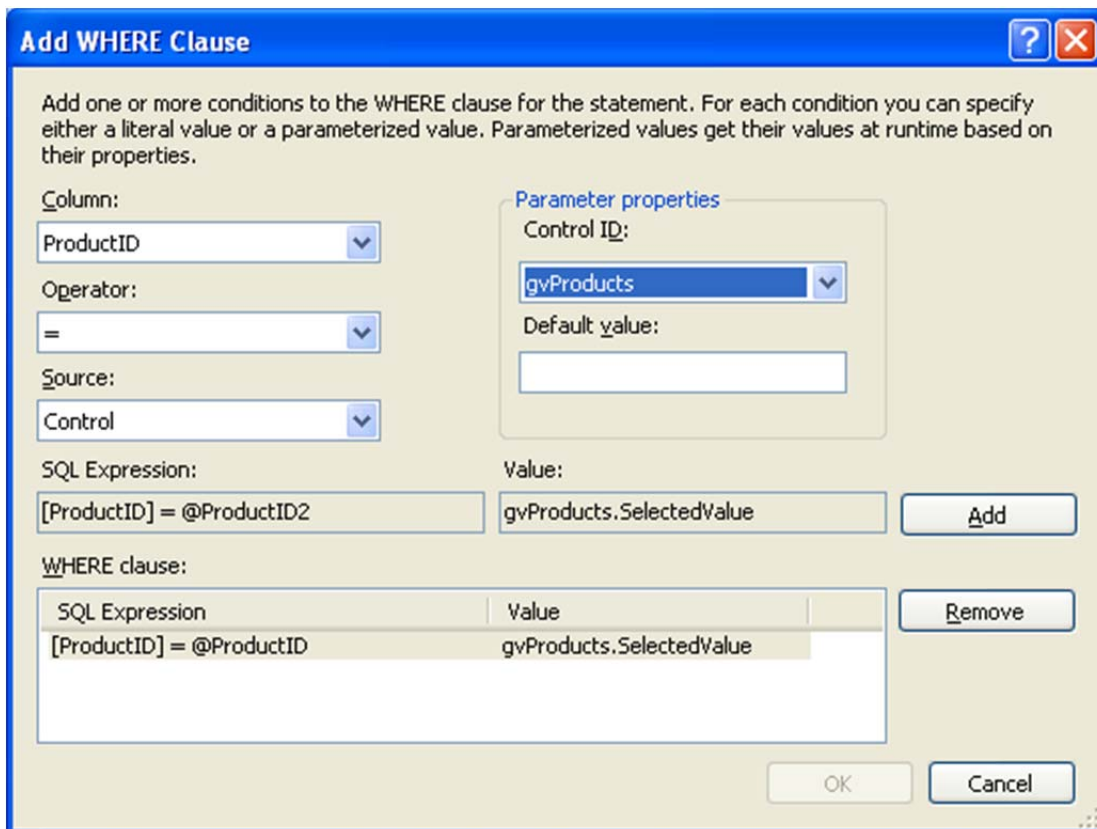 Add WHERE Clause
?
Add one or more conditions to the WHERE clause for the statement. For each condition you can specify
either a literal value or a parameterized value. Parameterized values get their values at runtime based on
their properties.
Column:
ProductID
Operator:
=
Source:
Control
Parameter properties
Control ID:
gvProducts
Default value:
SQL Expression:
[ProductID] = @ProductID2
Value:
gvProducts.SelectedValue
Add
WHERE clause:
SQL Expression Value
[ProductID] = @ProductID gvProducts.SelectedValue
Remove
OK
Cancel